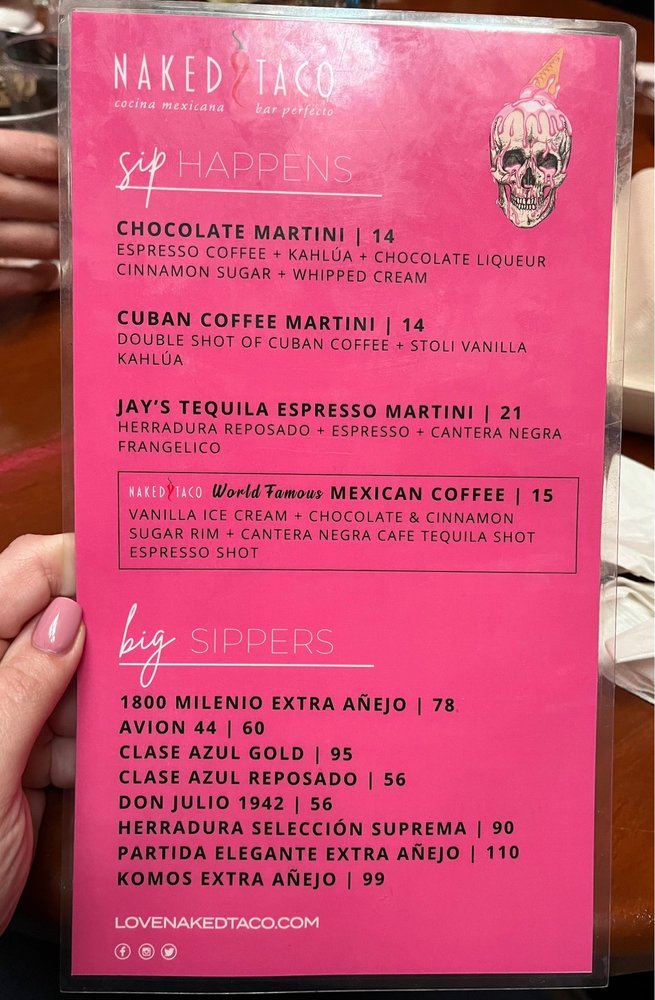 NAKED TACO
cocina mexicana bar perfecto
sip HAPPENS
CHOCOLATE MARTINI | 14
ESPRESSO COFFEE + KAHLÚA + CHOCOLATE LIQUEUR
CINNAMON SUGAR + WHIPPED CREAM
CUBAN COFFEE MARTINI | 14
DOUBLE SHOT OF CUBAN COFFEE + STOLI VANILLA
KAHLÚA
JAY'S TEQUILA ESPRESSO MARTINI | 21
HERRADURA REPOSADO + ESPRESSO + CANTERA NEGRA
FRANGELICO
NAKED TACO World Famous MEXICAN COFFEE | 15
VANILLA ICE CREAM + CHOCOLATE & CINNAMON
SUGAR RIM + CANTERA NEGRA CAFE TEQUILA SHOT
ESPRESSO SHOT
big SIPPERS
1800 MILENIO EXTRA AÑEJO | 78
AVION 44 | 60
CLASE AZUL GOLD | 95
CLASE AZUL REPOSADO | 56
DON JULIO 1942 | 56
HERRADURA SELECCIÓN SUPREMA | 90
PARTIDA ELEGANTE EXTRA AÑEJO | 110
KOMOS EXTRA AÑEJO | 99
LOVENAKEDTACO.COM